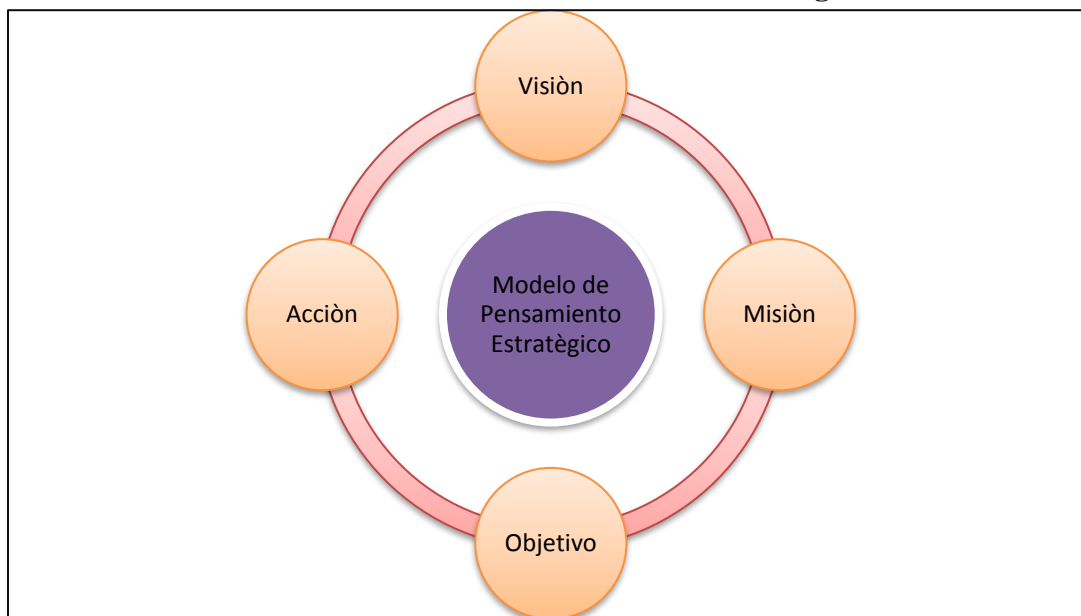 Visiòn
Acciòn
Modelo de
Pensamiento
Estratègico
Misiòn
Objetivo